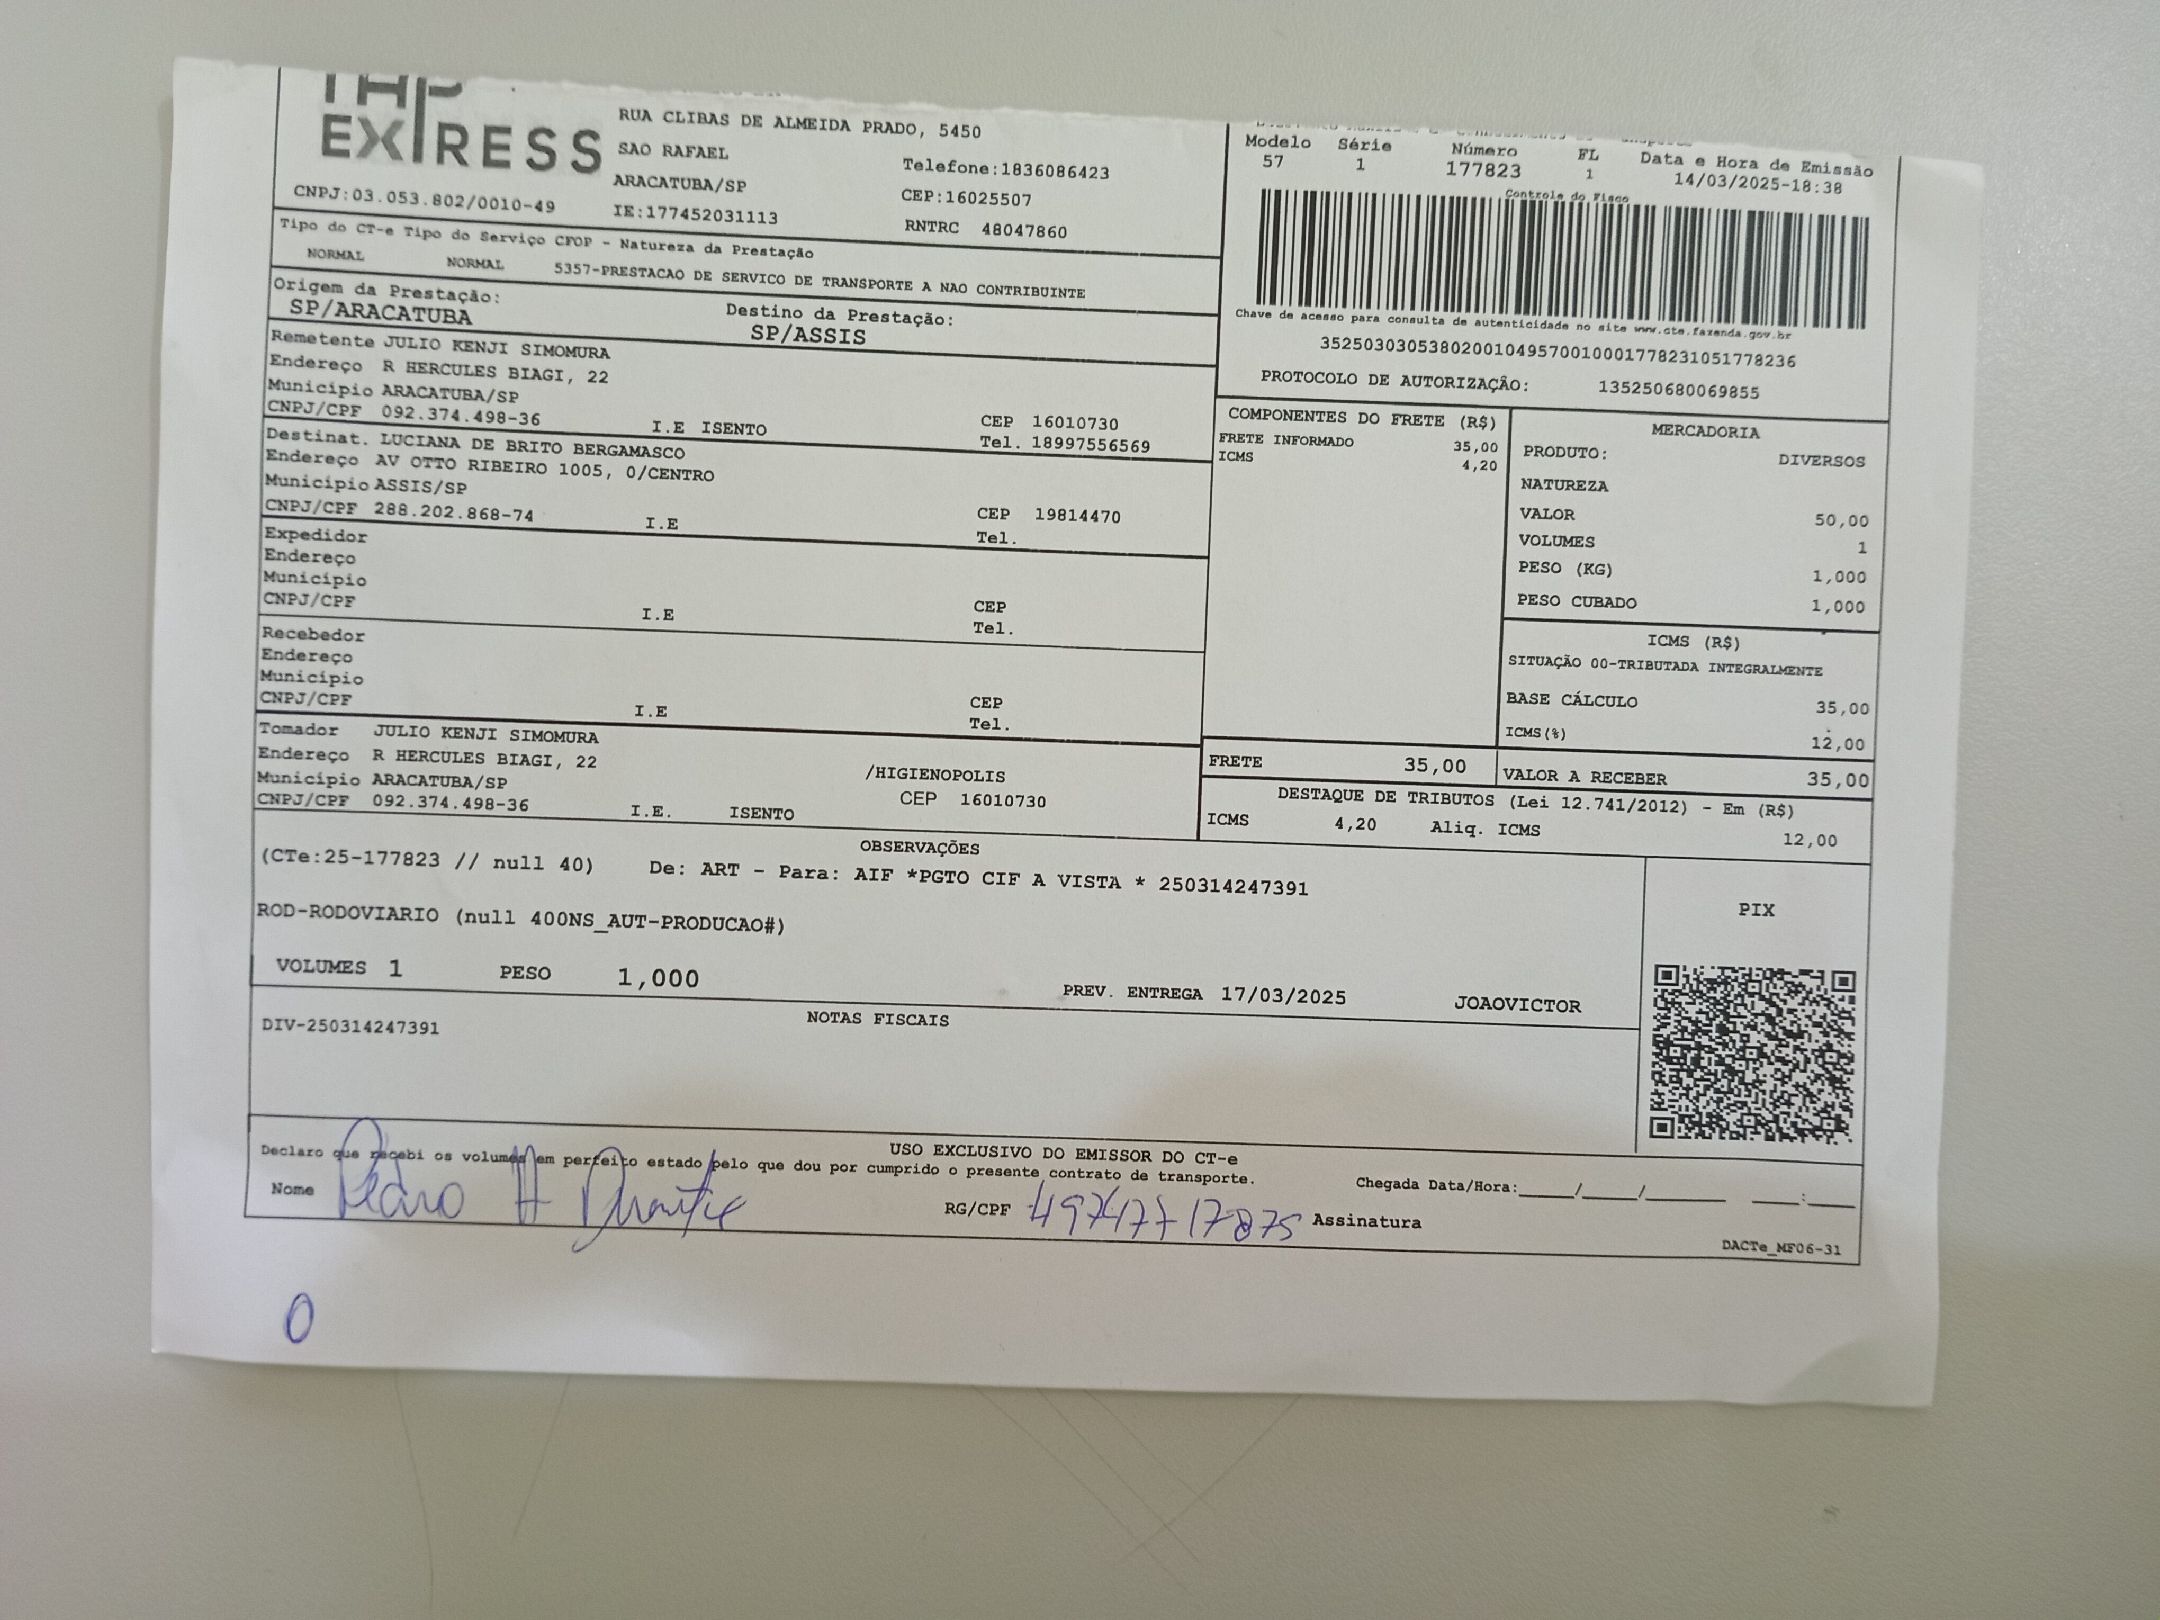 EXPRESS
CNPJ:03.053.802/0010-49
RUA CLIBAS DE ALMEIDA PRADO, 5450
SAO RAFAEL
ARACATUBA/SP
IE:177452031113
Telefone:1836086423
CEP:16025507
RNTRC 48047860
Modelo Série Número FL Data e Hora de Emissão
57 1 177823 1 14/03/2025-18:38
Controle do Fisco
Chave de acesso para consulta de autenticidade no site www.cte.fazenda.gov.br
35250303053802001049570010001778231051778236
PROTOCOLO DE AUTORIZAÇÃO: 135250680069855
Tipo do CT-e Tipo do Serviço CFOP - Natureza da Prestação
NORMAL NORMAL 5357-PRESTACAO DE SERVICO DE TRANSPORTE A NAO CONTRIBUINTE
Origem da Prestação: Destino da Prestação:
SP/ARACATUBA SP/ASSIS
Remetente JULIO KENJI SIMOMURA
Endereço R HERCULES BIAGI, 22
Município ARACATUBA/SP CEP 16010730
CNPJ/CPF 092.374.498-36 I.E ISENTO Tel. 18997556569
Destinat. LUCIANA DE BRITO BERGAMASCO
Endereço AV OTTO RIBEIRO 1005, 0/CENTRO
Município ASSIS/SP CEP 19814470
CNPJ/CPF 288.202.868-74 I.E Tel.
Expedidor
Endereço
Município CEP
CNPJ/CPF I.E Tel.
Recebedor
Endereço
Município CEP
CNPJ/CPF I.E Tel.
Tomador JULIO KENJI SIMOMURA
Endereço R HERCULES BIAGI, 22 /HIGIENOPOLIS
Município ARACATUBA/SP CEP 16010730
CNPJ/CPF 092.374.498-36 I.E. ISENTO
COMPONENTES DO FRETE (R$)
FRETE INFORMADO 35,00
ICMS 4,20
MERCADORIA
PRODUTO: DIVERSOS
NATUREZA
VALOR 50,00
VOLUMES 1
PESO (KG) 1,000
PESO CUBADO 1,000
ICMS (R$)
SITUAÇÃO 00-TRIBUTADA INTEGRALMENTE
BASE CÁLCULO 35,00
ICMS(%) 12,00
FRETE 35,00 VALOR A RECEBER 35,00
DESTAQUE DE TRIBUTOS (Lei 12.741/2012) - Em (R$)
ICMS 4,20 Aliq. ICMS 12,00
OBSERVAÇÕES
(CTe:25-177823 // null 40) De: ART - Para: AIF *PGTO CIF A VISTA * 250314247391
ROD-RODOVIARIO (null 400NS_AUT-PRODUCAO#)
VOLUMES 1 PESO 1,000 PREV. ENTREGA 17/03/2025 JOAOVICTOR
PIX
NOTAS FISCAIS
DIV-250314247391
USO EXCLUSIVO DO EMISSOR DO CT-e
Declaro que recebi os volumes em perfeito estado pelo que dou por cumprido o presente contrato de transporte.
Nome Pedro H RG/CPF Assinatura
Chegada Data/Hora:____/____/______ ____:____
DACTe_MF06-31
0